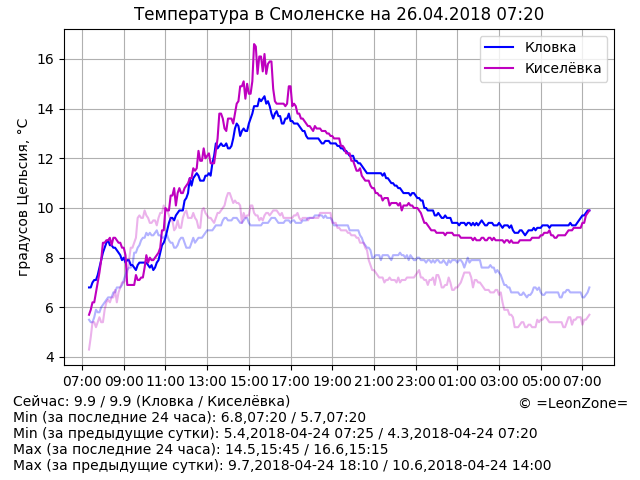 Температура в Смоленске на 26.04.2018 07:20
градусов Цельсия, °C
16
14
12
10
8
6
4
Кловка
Киселёвка
07:00 09:00 11:00 13:00 15:00 17:00 19:00 21:00 23:00 01:00 03:00 05:00 07:00
Сейчас: 9.9 / 9.9 (Кловка / Киселёвка)
© =LeonZone=
Min (за последние 24 часа): 6.8,07:20 / 5.7,07:20
Min (за предыдущие сутки): 5.4,2018-04-24 07:25 / 4.3,2018-04-24 07:20
Max (за последние 24 часа): 14.5,15:45 / 16.6,15:15
Max (за предыдущие сутки): 9.7,2018-04-24 18:10 / 10.6,2018-04-24 14:00